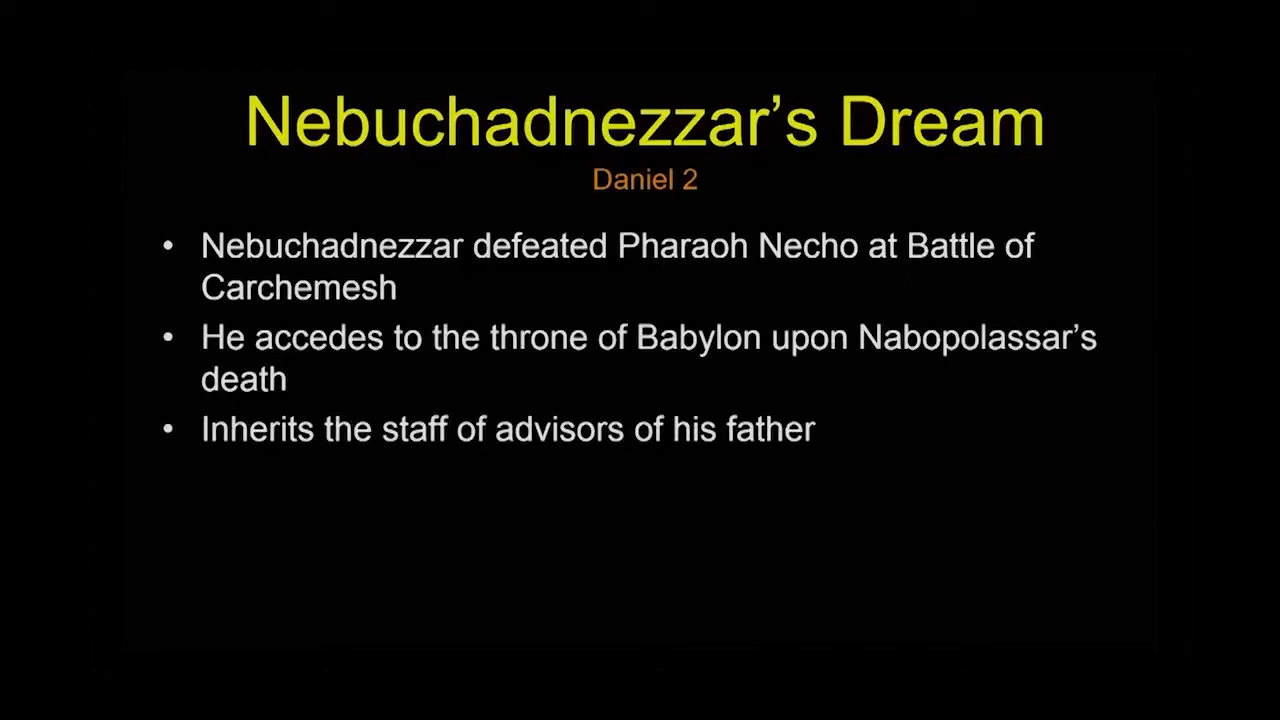 Nebuchadnezzar’s Dream
Daniel 2
• Nebuchadnezzar defeated Pharaoh Necho at Battle of
Carchemesh
• He accedes to the throne of Babylon upon Nabopolassar’s
death
• Inherits the staff of advisors of his father